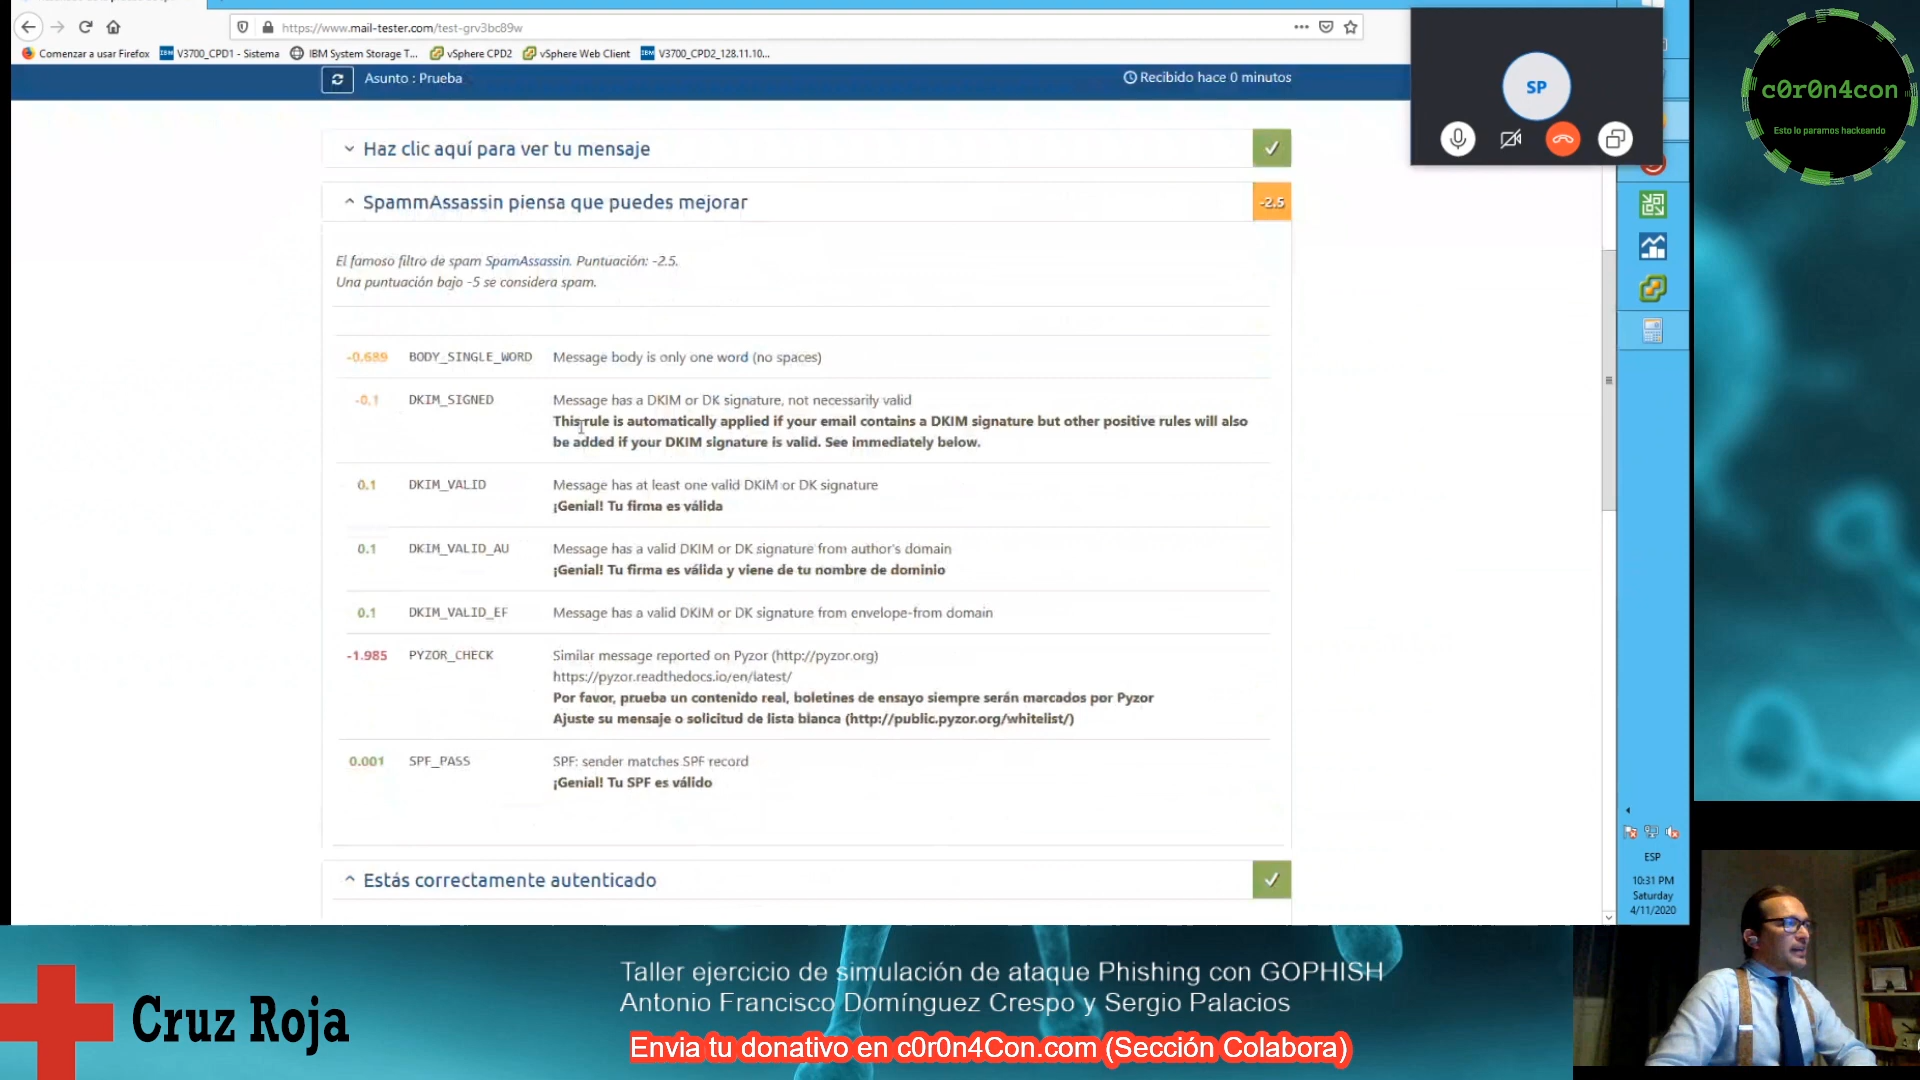 https://www.mail-tester.com/test-grv3bc89w
Comenzar a usar Firefox
V3700_CPD1 - Sistema
IBM System Storage T...
vSphere CPD2
vSphere Web Client
V3700_CPD2_128.11.10...
Asunto : Prueba
Recibido hace 0 minutos
SP
c0r0n4con
Esto lo paramos hackeando
Haz clic aquí para ver tu mensaje
SpammAssassin piensa que puedes mejorar
-2.5
El famoso filtro de spam SpamAssassin. Puntuación: -2.5.
Una puntuación bajo -5 se considera spam.
-0.689 BODY_SINGLE_WORD Message body is only one word (no spaces)
-0.1 DKIM_SIGNED Message has a DKIM or DK signature, not necessarily valid
This rule is automatically applied if your email contains a DKIM signature but other positive rules will also
be added if your DKIM signature is valid. See immediately below.
0.1 DKIM_VALID Message has at least one valid DKIM or DK signature
¡Genial! Tu firma es válida
0.1 DKIM_VALID_AU Message has a valid DKIM or DK signature from author's domain
¡Genial! Tu firma es válida y viene de tu nombre de dominio
0.1 DKIM_VALID_EF Message has a valid DKIM or DK signature from envelope-from domain
-1.985 PYZOR_CHECK Similar message reported on Pyzor (http://pyzor.org)
https://pyzor.readthedocs.io/en/latest/
Por favor, prueba un contenido real, boletines de ensayo siempre serán marcados por Pyzor
Ajuste su mensaje o solicitud de lista blanca (http://public.pyzor.org/whitelist/)
0.001 SPF_PASS SPF: sender matches SPF record
¡Genial! Tu SPF es válido
Estás correctamente autenticado
ESP
10:31 PM
Saturday
4/11/2020
Cruz Roja
Taller ejercicio de simulación de ataque Phishing con GOPHISH
Antonio Francisco Domínguez Crespo y Sergio Palacios
Envia tu donativo en c0r0n4Con.com (Sección Colabora)